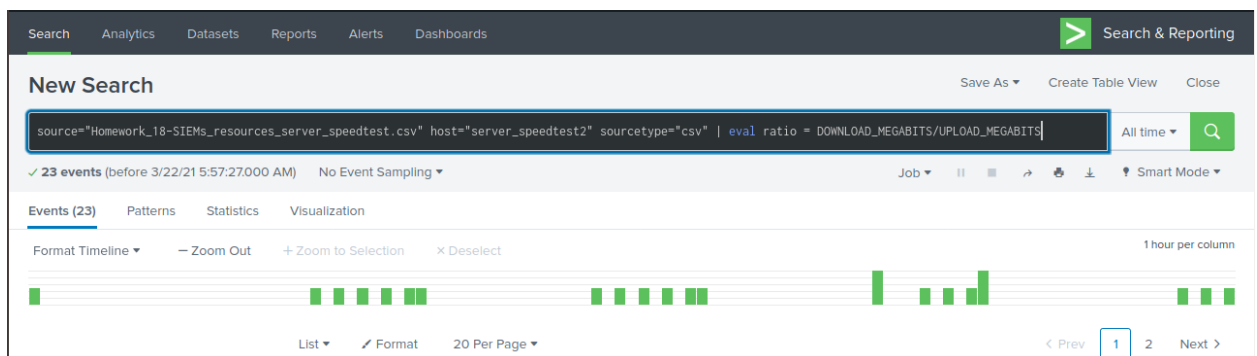 Search Analytics Datasets Reports Alerts Dashboards Search & Reporting
New Search Save As Create Table View Close
source="Homework_18-SIEMs_resources_server_speedtest.csv" host="server_speedtest2" sourcetype="csv" | eval ratio = DOWNLOAD_MEGABITS/UPLOAD_MEGABITS All time
23 events (before 3/22/21 5:57:27.000 AM) No Event Sampling Job Smart Mode
Events (23) Patterns Statistics Visualization
Format Timeline – Zoom Out + Zoom to Selection × Deselect 1 hour per column
List Format 20 Per Page < Prev 1 2 Next >